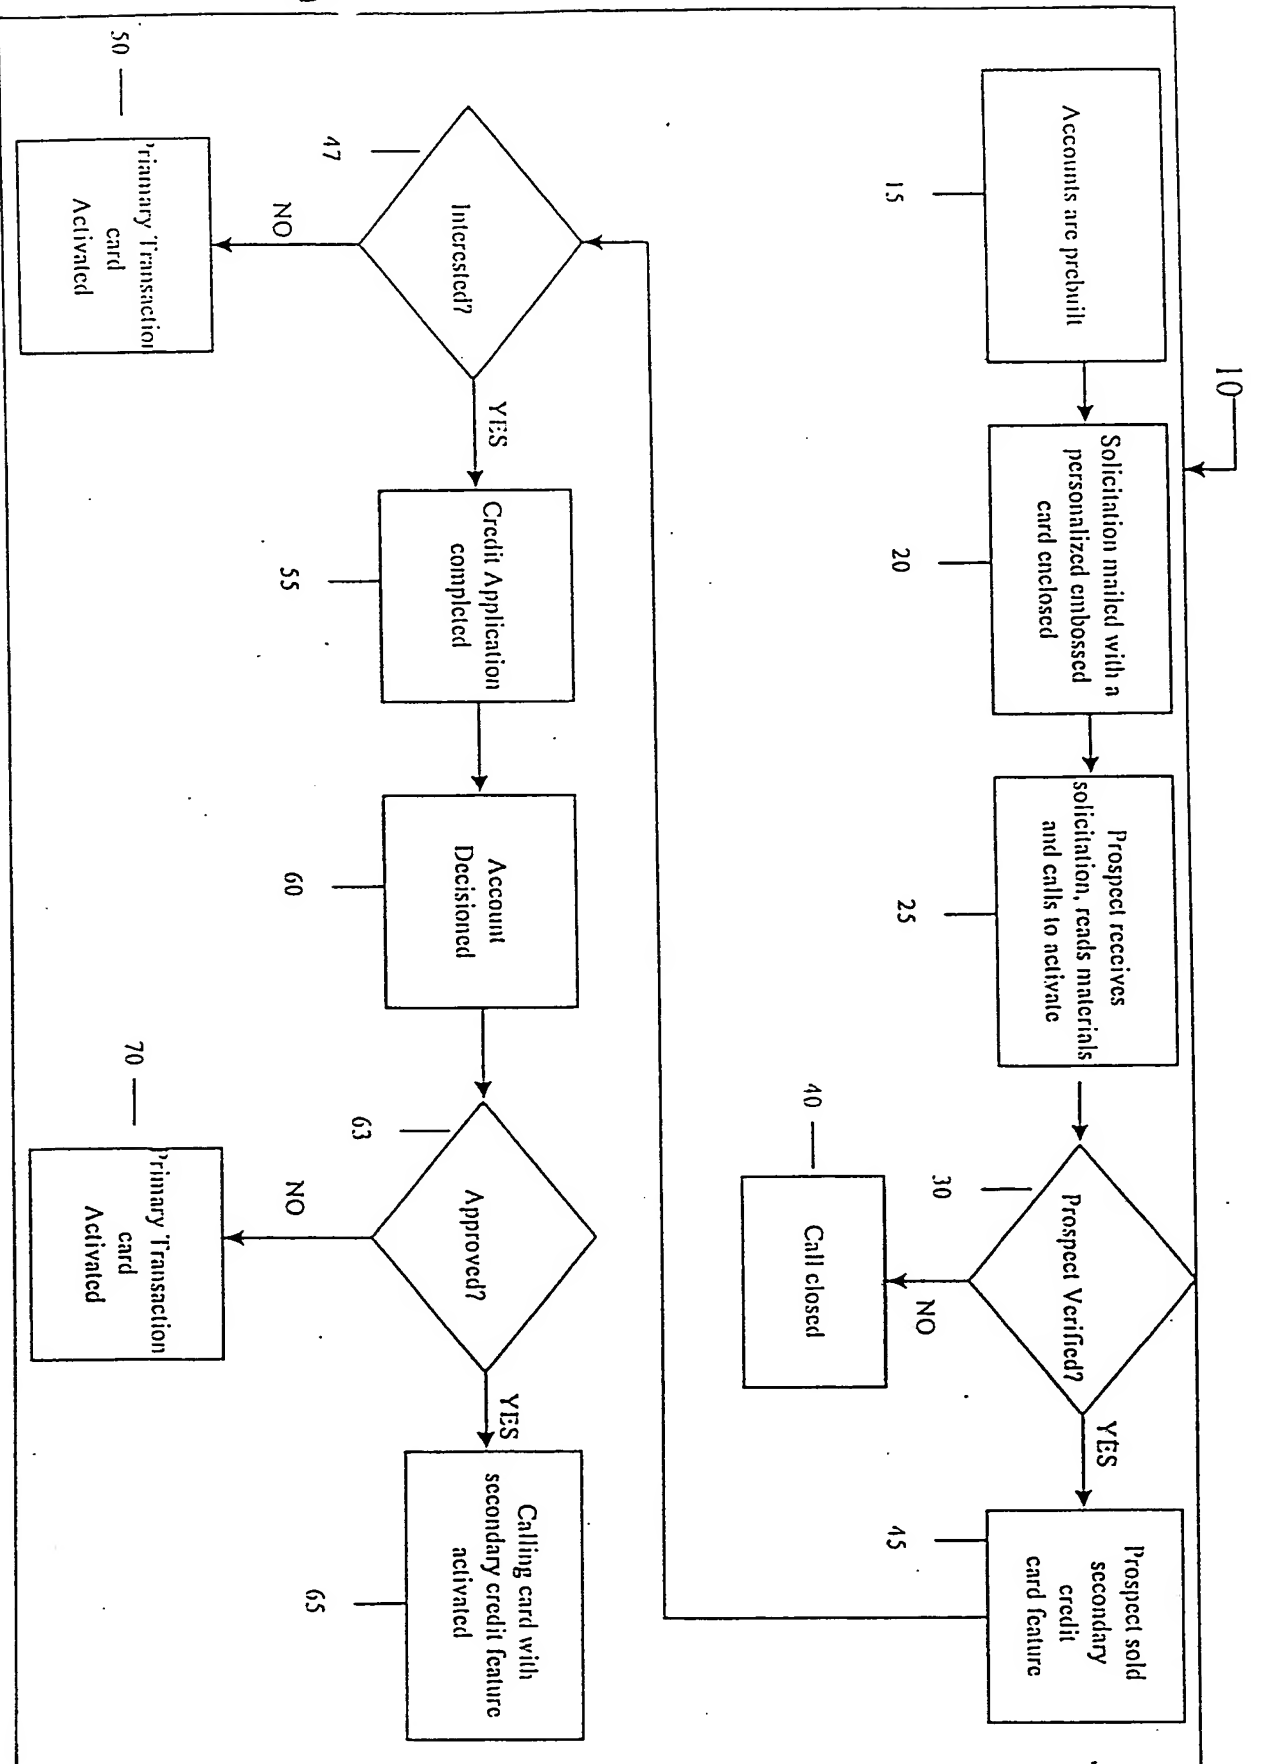 10
Accounts are prebuilt
15
Solicitation mailed with a
personalized embossed
card enclosed
20
Prospect receives
solicitation, reads materials
and calls to activate
25
Prospect Verified?
30
NO
Call closed
40
YES
Prospect sold
secondary
credit
card feature
45
Interested?
47
NO
Priamary Transaction
card
Activated
50
YES
Credit Application
completed
55
Account
Decisioned
60
Approved?
63
NO
Primary Transaction
card
Activated
70
YES
Calling card with
secondary credit feature
activated
65